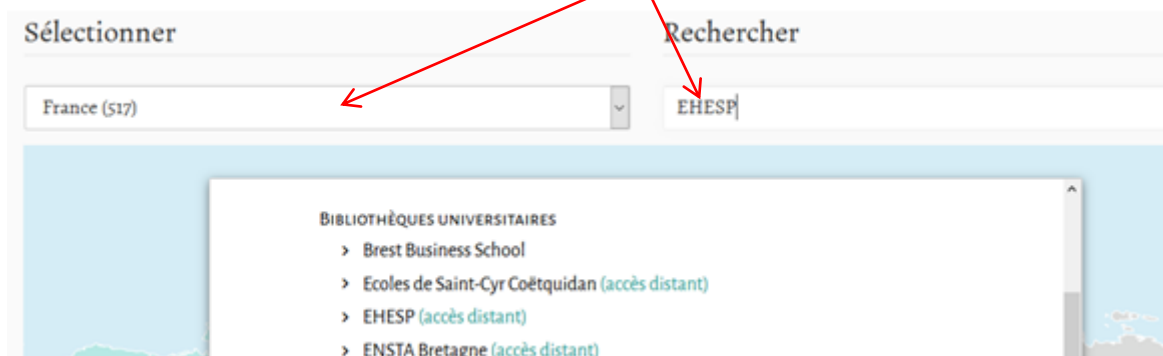 Sélectionner
Rechercher
France (517)
EHESP
Bibliothèques universitaires
Brest Business School
Ecoles de Saint-Cyr Coëtquidan (accès distant)
EHESP (accès distant)
ENSTA Bretagne (accès distant)